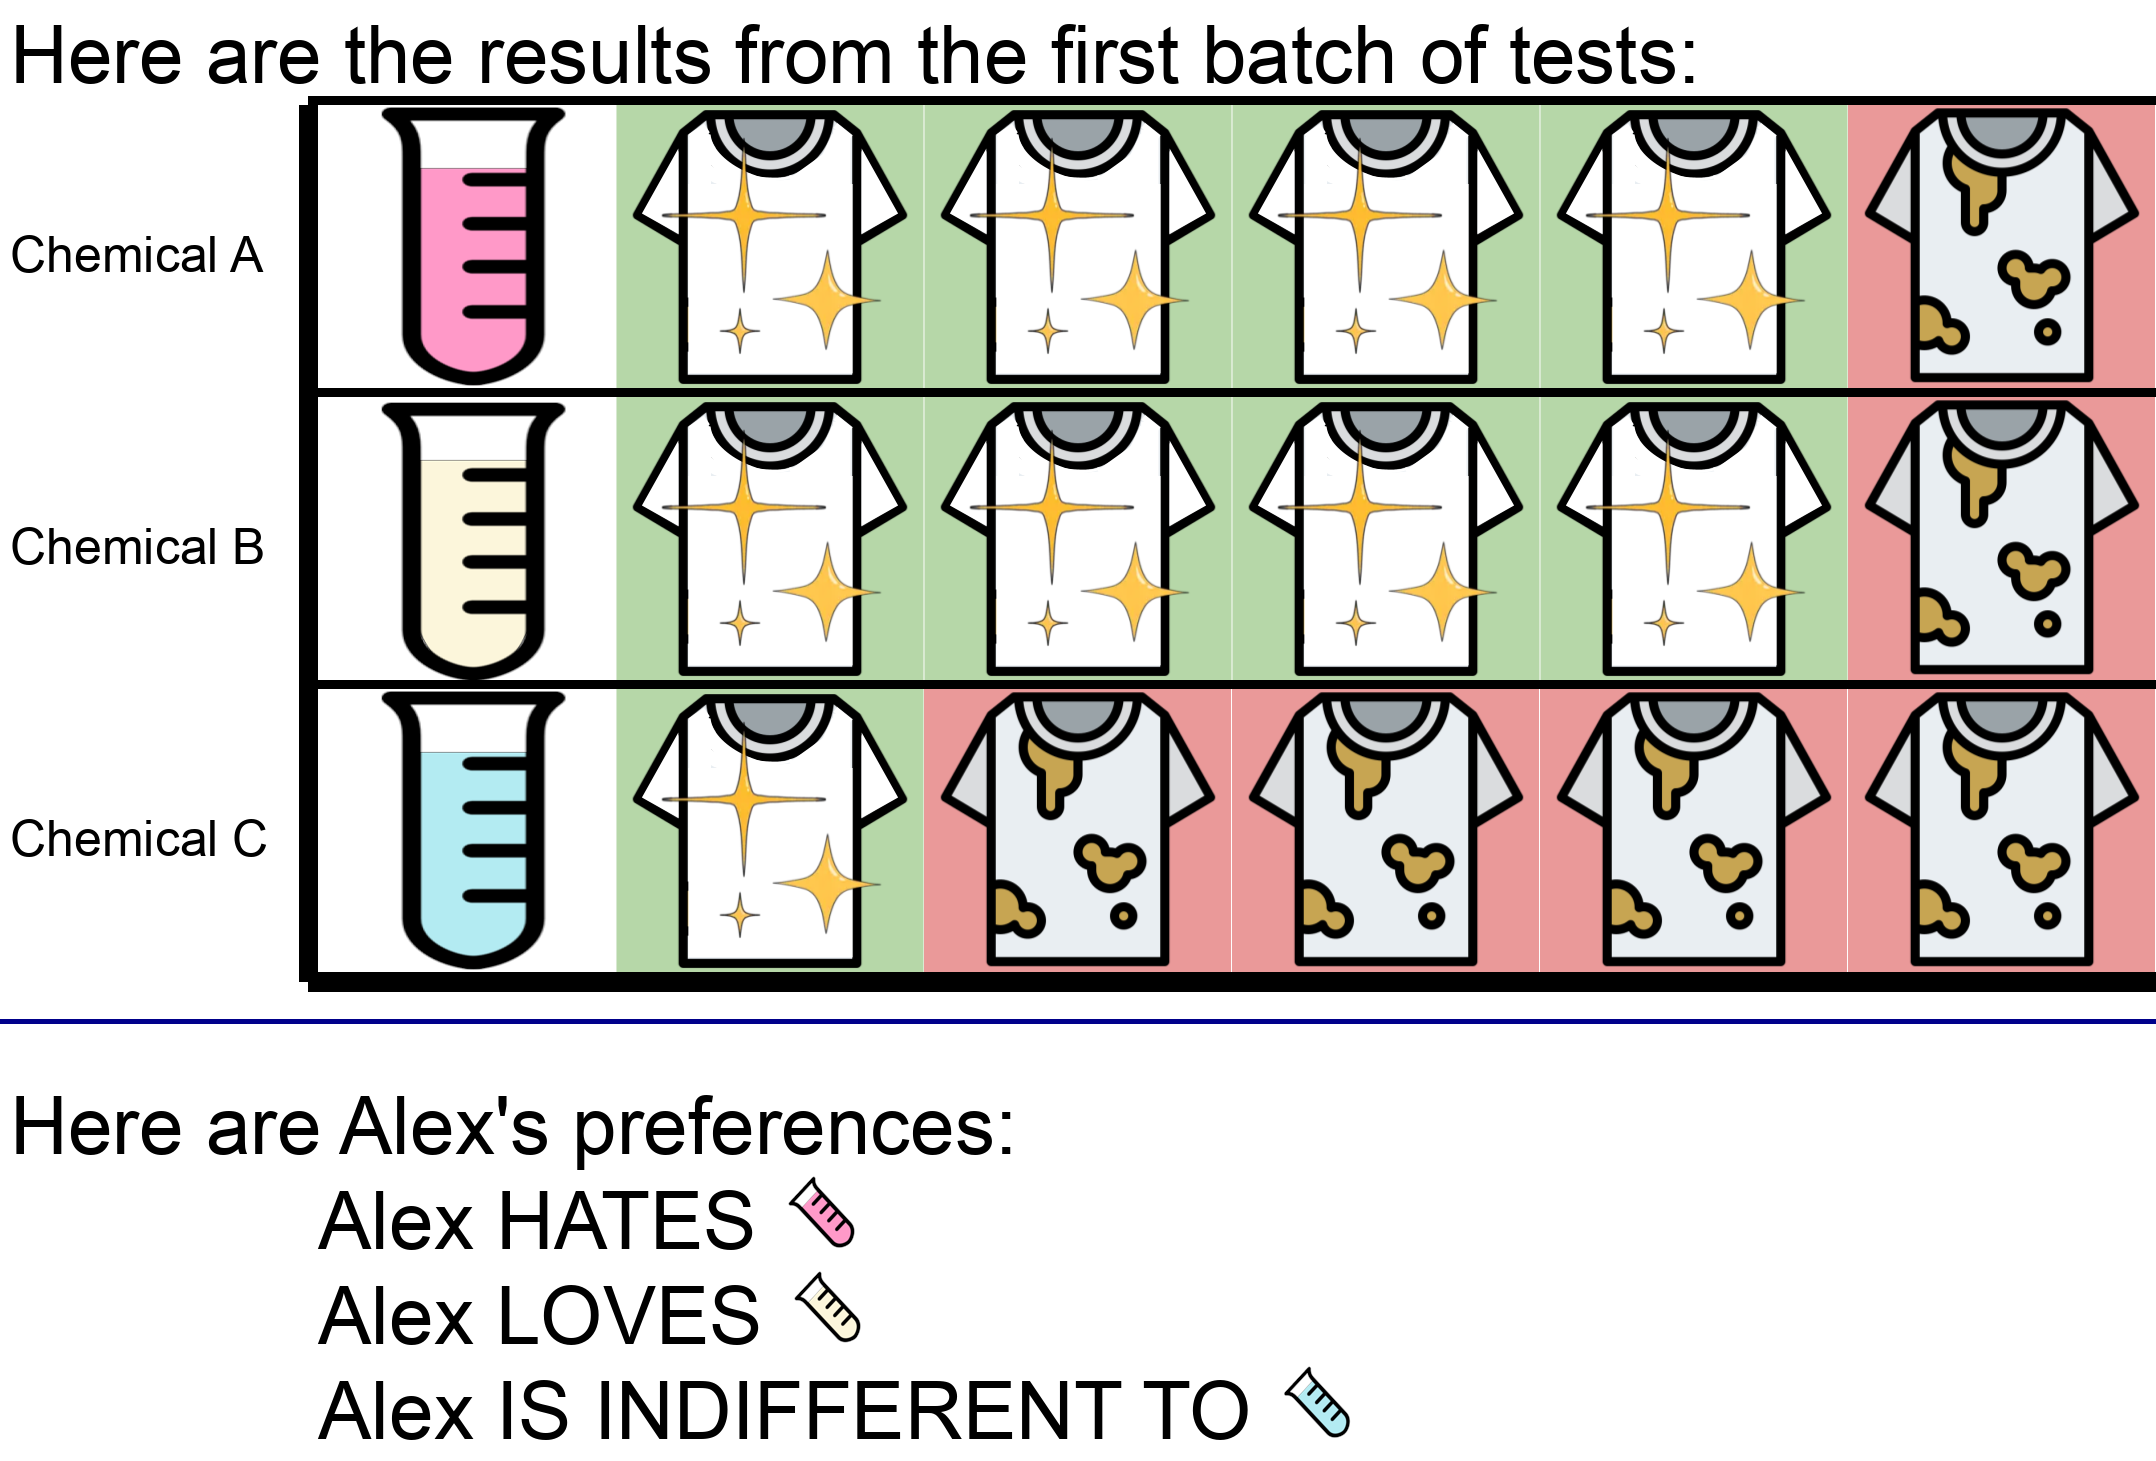 Here are the results from the first batch of tests:
Chemical A
Chemical B
Chemical C
Here are Alex's preferences:
Alex HATES
Alex LOVES
Alex IS INDIFFERENT TO